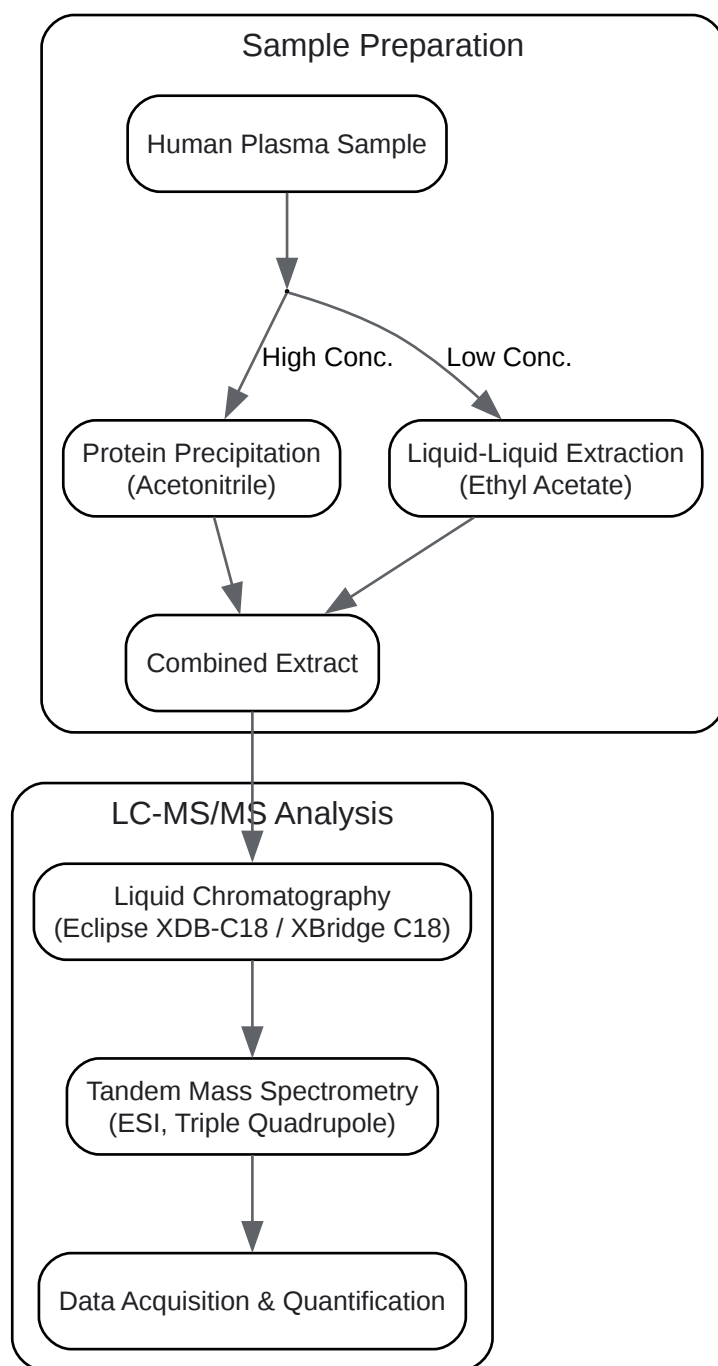 Sample Preparation
Human Plasma Sample
High Conc.
Low Conc.
Protein Precipitation
(Acetonitrile)
Liquid-Liquid Extraction
(Ethyl Acetate)
Combined Extract
LC-MS/MS Analysis
Liquid Chromatography
(Eclipse XDB-C18 / XBridge C18)
Tandem Mass Spectrometry
(ESI, Triple Quadrupole)
Data Acquisition & Quantification